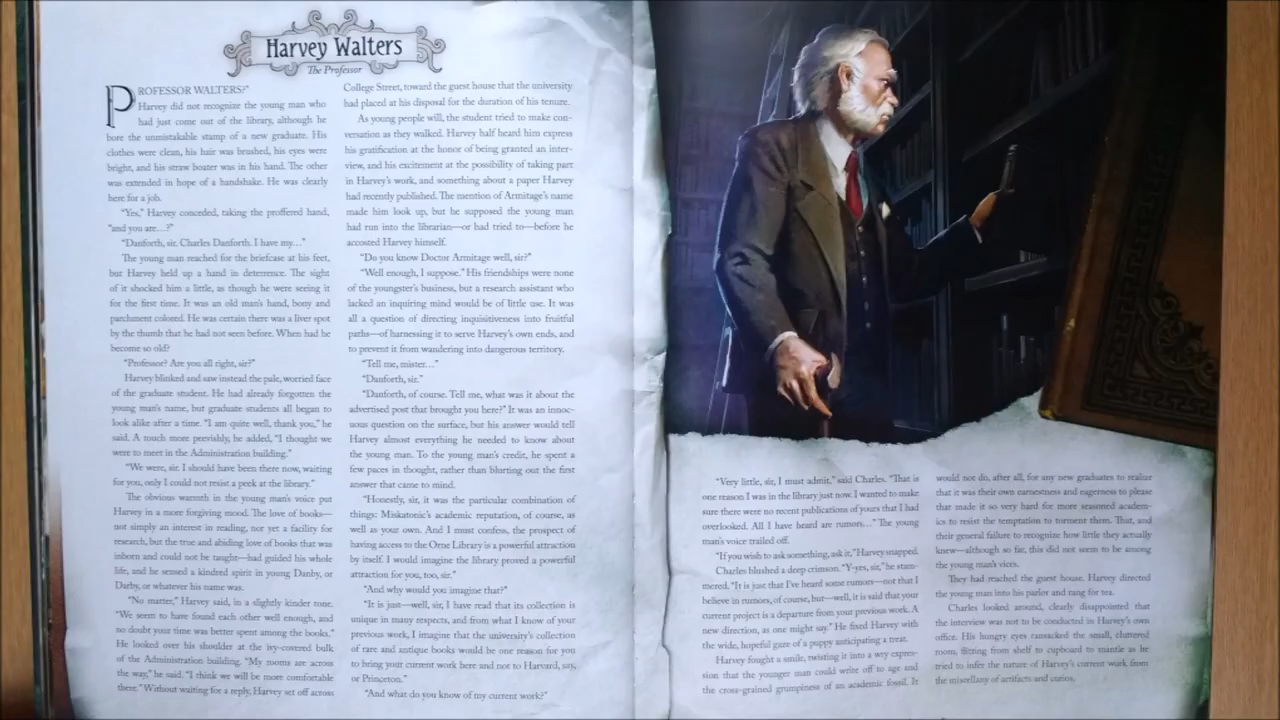 Harvey Walters
The Professor
PROFESSOR WALTERS?"
Harvey did not recognize the young man who
had just come out of the library, although he
bore the unmistakable stamp of a new graduate. His
clothes were clean, his hair was brushed, his eyes were
bright, and his straw boater was in his hand. The other
was extended in hope of a handshake. He was clearly
here for a job.
"Yes," Harvey conceded, taking the proffered hand,
"and you are…?"
"Danforth, sir. Charles Danforth. I have my…"
The young man reached for the briefcase at his feet,
but Harvey held up a hand in deterrence. The sight
of it shocked him a little, as though he were seeing it
for the first time. It was an old man's hand, bony and
parchment colored. He was certain there was a liver spot
by the thumb that he had not seen before. When had he
become so old?
"Professor? Are you all right, sir?"
Harvey blinked and saw instead the pale, worried face
of the graduate student. He had already forgotten the
young man's name, but graduate students all began to
look alike after a time. "I am quite well, thank you," he
said. A touch more peevishly, he added, "I thought we
were to meet in the Administration building."
"We were, sir. I should have been there now, waiting
for you, only I could not resist a peek at the library."
The obvious warmth in the young man's voice put
Harvey in a more forgiving mood. The love of books—
not simply an interest in reading, nor yet a facility for
research, but the true and abiding love of books that was
inborn and could not be taught—had guided his whole
life, and he sensed a kindred spirit in young Danby, or
Darby, or whatever his name was.
"No matter," Harvey said, in a slightly kinder tone.
"We seem to have found each other well enough, and
no doubt your time was better spent among the books."
He looked over his shoulder at the ivy-covered bulk
of the Administration building. "My rooms are across
the way," he said. "I think we will be more comfortable
there." Without waiting for a reply, Harvey set off across
College Street, toward the guest house that the university
had placed at his disposal for the duration of his tenure.
As young people will, the student tried to make con-
versation as they walked. Harvey half heard him express
his gratification at the honor of being granted an inter-
view, and his excitement at the possibility of taking part
in Harvey's work, and something about a paper Harvey
had recently published. The mention of Armitage's name
made him look up, but he supposed the young man
had run into the librarian—or had tried to—before he
accosted Harvey himself.
"Do you know Doctor Armitage well, sir?"
"Well enough, I suppose." His friendships were none
of the youngster's business, but a research assistant who
lacked an inquiring mind would be of little use. It was
all a question of directing inquisitiveness into fruitful
paths—of harnessing it to serve Harvey's own ends, and
to prevent it from wandering into dangerous territory.
"Tell me, mister…"
"Danforth, sir."
"Danforth, of course. Tell me, what was it about the
advertised post that brought you here?" It was an innoc-
uous question on the surface, but his answer would tell
Harvey almost everything he needed to know about
the young man. To the young man's credit, he spent a
few paces in thought, rather than blurting out the first
answer that came to mind.
"Honestly, sir, it was the particular combination of
things: Miskatonic's academic reputation, of course, as
well as your own. And I must confess, the prospect of
having access to the Orne Library is a powerful attraction
by itself. I would imagine the library proved a powerful
attraction for you, too, sir."
"And why would you imagine that?"
"It is just—well, sir, I have read that its collection is
unique in many respects, and from what I know of your
previous work, I imagine that the university's collection
of rare and antique books would be one reason for you
to bring your current work here and not to Harvard, say,
or Princeton."
"And what do you know of my current work?"
"Very little, sir, I must admit," said Charles. "That is
one reason I was in the library just now. I wanted to make
sure there were no recent publications of yours that I had
overlooked. All I have heard are rumors…" The young
man's voice trailed off.
"If you wish to ask something, ask it," Harvey snapped.
Charles blushed a deep crimson. "Y-yes, sir," he stam-
mered. "It is just that I've heard some rumors—not that I
believe in rumors, of course, but—well, it is said that your
current project is a departure from your previous work. A
new direction, as one might say." He fixed Harvey with
the wide, hopeful gaze of a puppy anticipating a treat.
Harvey fought a smile, twisting it into a wry expres-
sion that the younger man could write off to age and
the cross-grained grumpiness of an academic fossil. It
would not do, after all, for any new graduates to realize
that it was their own earnestness and eagerness to please
that made it so very hard for more seasoned academ-
ics to resist the temptation to torment them. That, and
their general failure to recognize how little they actually
knew—although so far, this did not seem to be among
the young man's vices.
They had reached the guest house. Harvey directed
the young man into his parlor and rang for tea.
Charles looked around, clearly disappointed that
the interview was not to be conducted in Harvey's own
office. His hungry eyes ransacked the small, cluttered
room, flitting from shelf to cupboard to mantle as he
tried to infer the nature of Harvey's current work from
the miscellany of artifacts and curios.